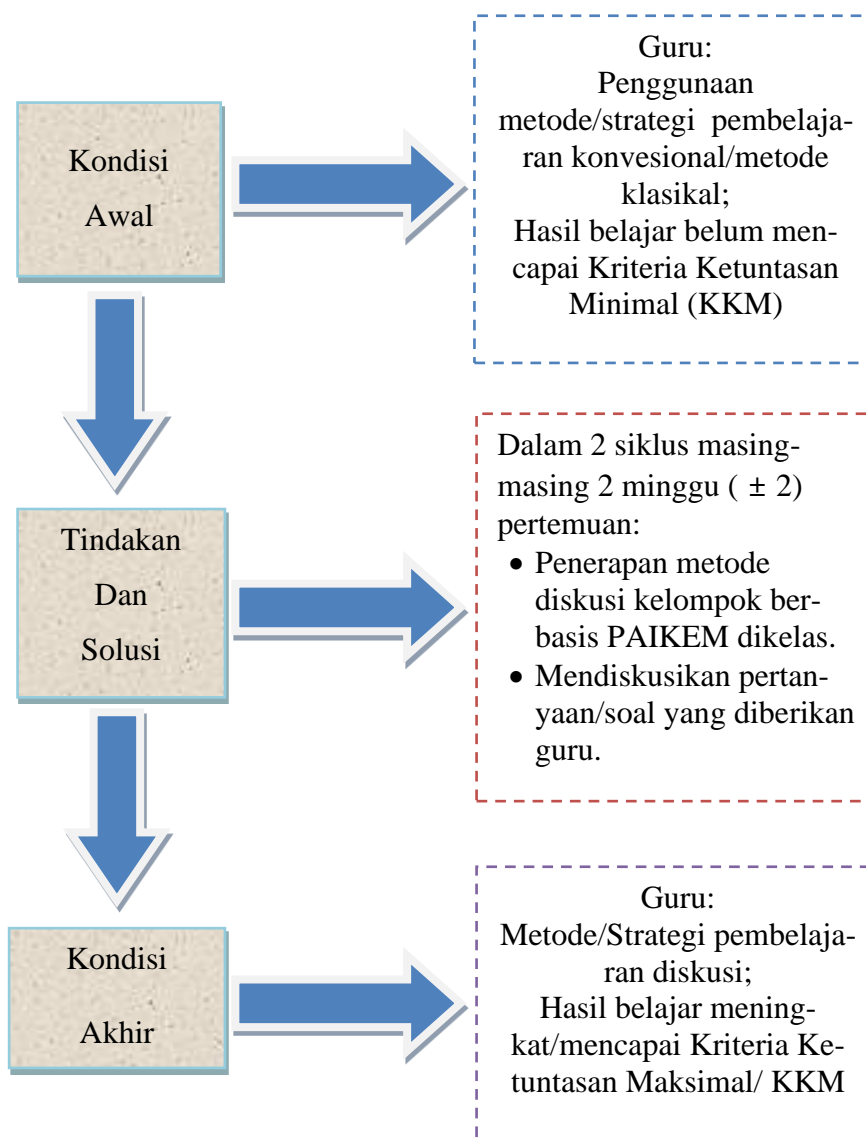 Kondisi
Awal
Guru:
Penggunaan
metode/strategi pembelaja-
ran konvesional/metode
klasikal;
Hasil belajar belum men-
capai Kriteria Ketuntasan
Minimal (KKM)
Tindakan
Dan
Solusi
Dalam 2 siklus masing-
masing 2 minggu ( ± 2)
pertemuan:
• Penerapan metode
diskusi kelompok ber-
basis PAIKEM dikelas.
• Mendiskusikan pertan-
yaan/soal yang diberikan
guru.
Kondisi
Akhir
Guru:
Metode/Strategi pembelaja-
ran diskusi;
Hasil belajar mening-
kat/mencapai Kriteria Ke-
tuntasan Maksimal/ KKM